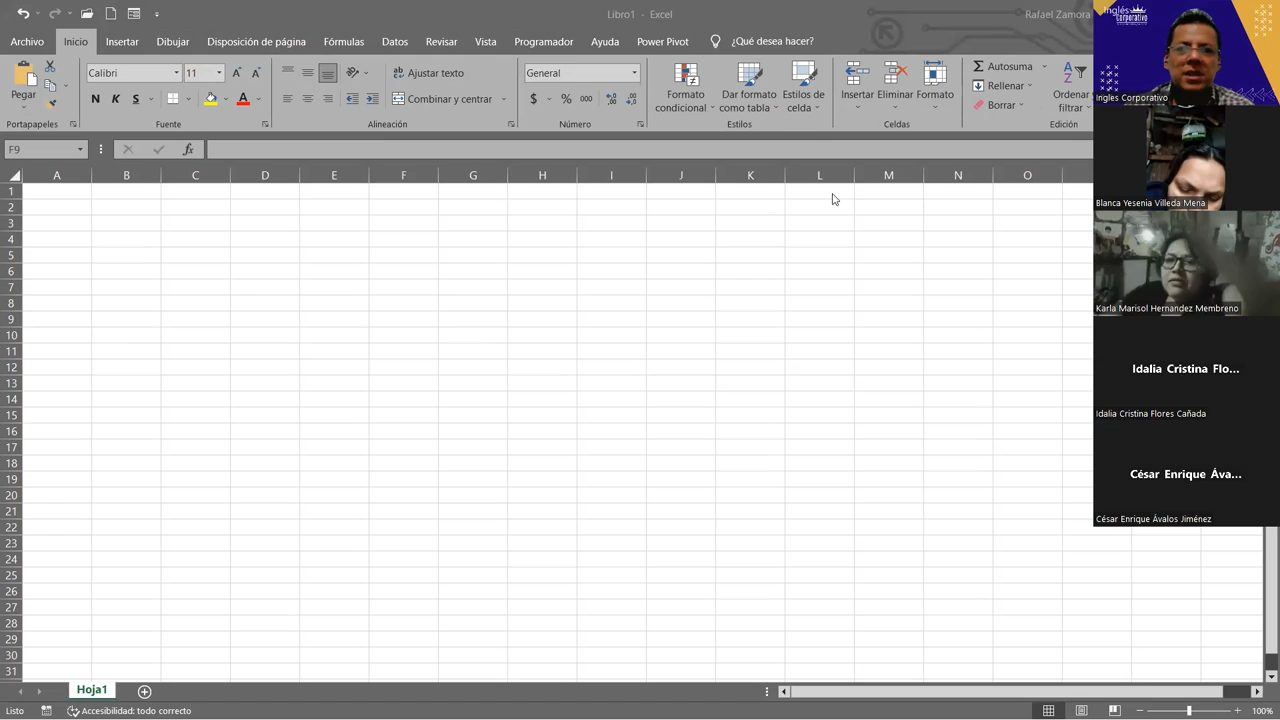 Libro1 - Excel
Rafael Zamora
Archivo
Inicio
Insertar
Dibujar
Disposición de página
Fórmulas
Datos
Revisar
Vista
Programador
Ayuda
Power Pivot
¿Qué desea hacer?
Pegar
Portapapeles
Calibri
11
N K S
Fuente
Ajustar texto
Combinar y centrar
Alineación
General
$ % 000
Número
Formato
condicional
Dar formato
como tabla
Estilos de
celda
Estilos
Insertar
Eliminar
Formato
Celdas
Autosuma
Rellenar
Borrar
Ordenar
filtrar
Edición
F9
fx
A B C D E F G H I J K L M N O
1
2
3
4
5
6
7
8
9
10
11
12
13
14
15
16
17
18
19
20
21
22
23
24
25
26
27
28
29
30
31
Inglés
Corporativo
Ingles Corporativo
Blanca Yesenia Villeda Mena
Karla Marisol Hernandez Membreno
Idalia Cristina Flo...
Idalia Cristina Flores Cañada
César Enrique Áva...
César Enrique Ávalos Jiménez
Hoja1
Listo
Accesibilidad: todo correcto
100%